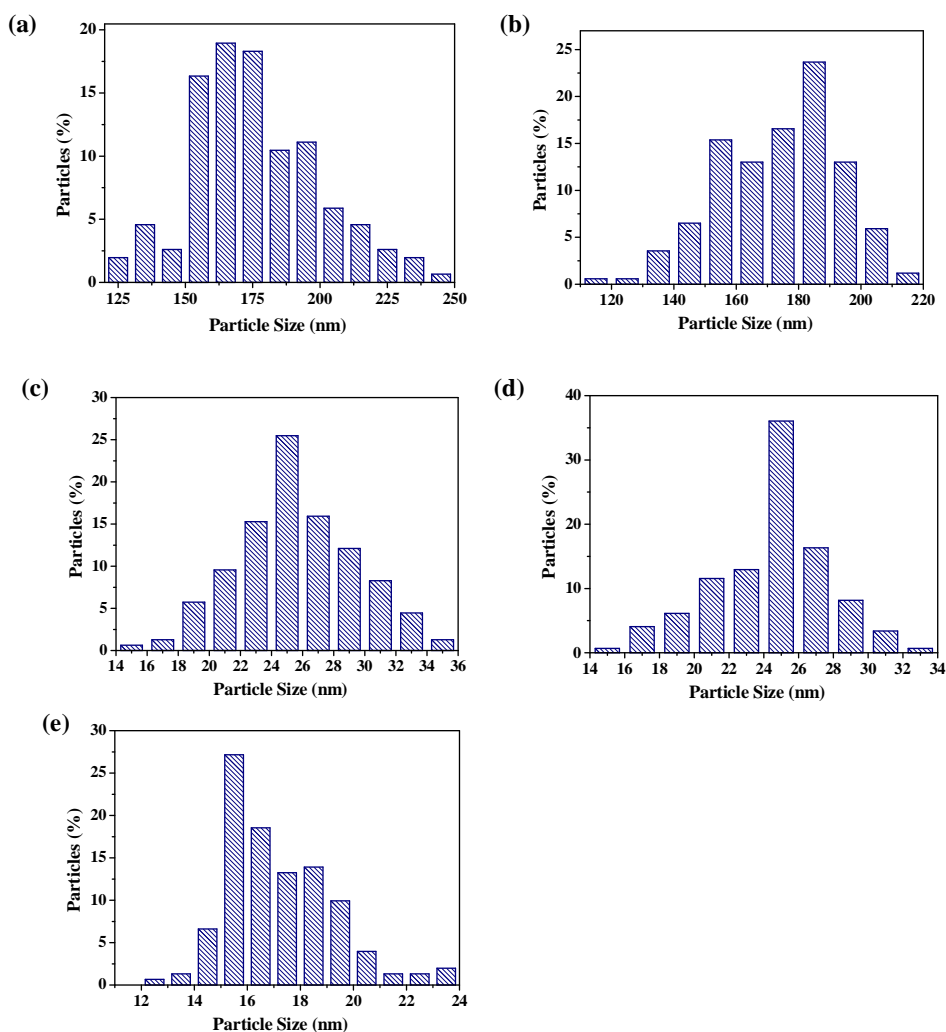 (a)
20
15
10
5
0
Particles (%)
125 150 175 200 225 250
Particle Size (nm)
(b)
25
20
15
10
5
0
Particles (%)
120 140 160 180 200 220
Particle Size (nm)
(c)
30
25
20
15
10
5
0
Particles (%)
14 16 18 20 22 24 26 28 30 32 34 36
Particle Size (nm)
(d)
40
30
20
10
0
Particles (%)
14 16 18 20 22 24 26 28 30 32 34
Particle Size (nm)
(e)
30
25
20
15
10
5
0
Particles (%)
12 14 16 18 20 22 24
Particle Size (nm)